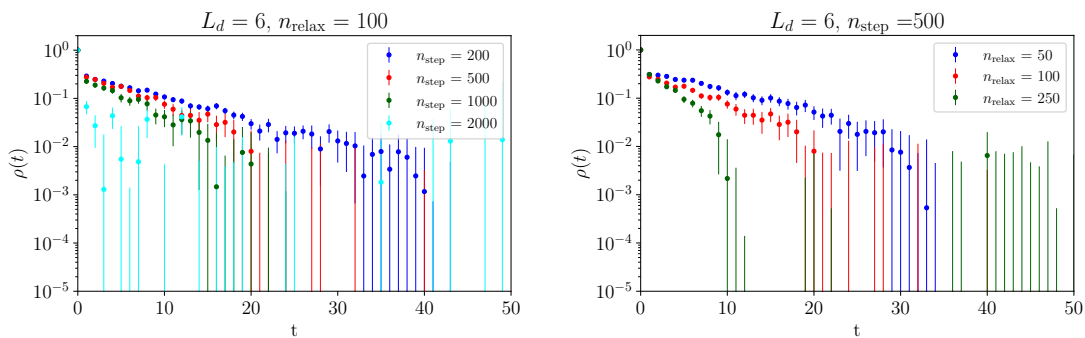 L_d = 6, n_relax = 100
ρ(t)
10^0
10^−1
10^−2
10^−3
10^−4
10^−5
0 10 20 30 40 50
t
n_step = 200
n_step = 500
n_step = 1000
n_step = 2000
L_d = 6, n_step =500
ρ(t)
10^0
10^−1
10^−2
10^−3
10^−4
10^−5
0 10 20 30 40 50
t
n_relax = 50
n_relax = 100
n_relax = 250